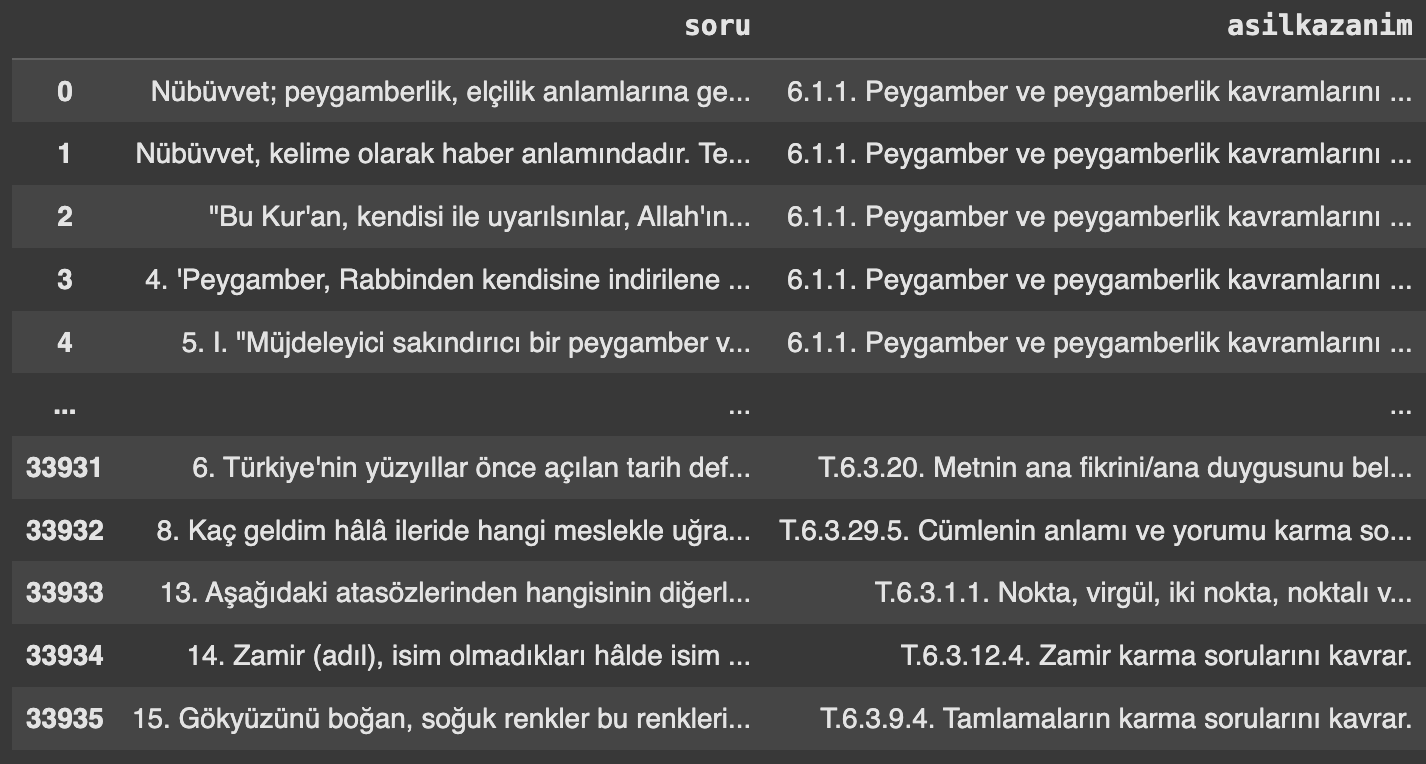 soru asilkazanim
0 Nübüvvet; peygamberlik, elçilik anlamlarına ge... 6.1.1. Peygamber ve peygamberlik kavramlarını ...
1 Nübüvvet, kelime olarak haber anlamındadır. Te... 6.1.1. Peygamber ve peygamberlik kavramlarını ...
2 "Bu Kur'an, kendisi ile uyarılsınlar, Allah'ın... 6.1.1. Peygamber ve peygamberlik kavramlarını ...
3 4. 'Peygamber, Rabbinden kendisine indirilene ... 6.1.1. Peygamber ve peygamberlik kavramlarını ...
4 5. I. "Müjdeleyici sakındırıcı bir peygamber v... 6.1.1. Peygamber ve peygamberlik kavramlarını ...
... ... ...
33931 6. Türkiye'nin yüzyıllar önce açılan tarih def... T.6.3.20. Metnin ana fikrini/ana duygusunu bel...
33932 8. Kaç geldim hâlâ ileride hangi meslekle uğra... T.6.3.29.5. Cümlenin anlamı ve yorumu karma so...
33933 13. Aşağıdaki atasözlerinden hangisinin diğerl... T.6.3.1.1. Nokta, virgül, iki nokta, noktalı v...
33934 14. Zamir (adıl), isim olmadıkları hâlde isim ... T.6.3.12.4. Zamir karma sorularını kavrar.
33935 15. Gökyüzünü boğan, soğuk renkler bu renkleri... T.6.3.9.4. Tamlamaların karma sorularını kavrar.